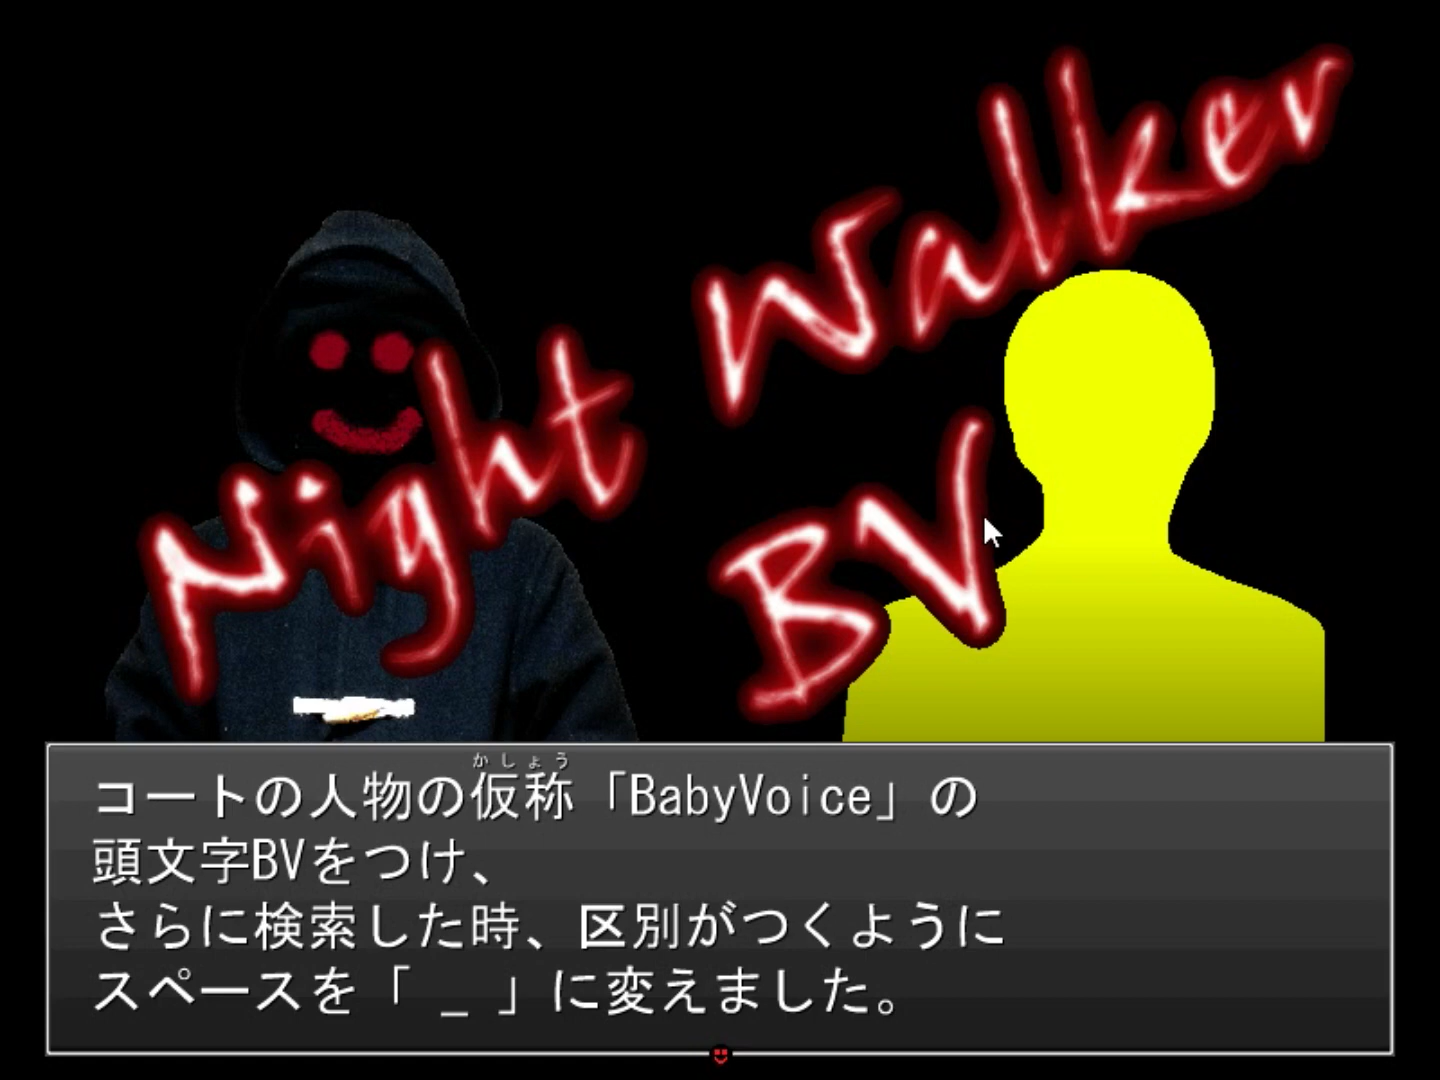 Night Walker
BV
かしょう
コートの人物の仮称「BabyVoice」の
頭文字BVをつけ、
さらに検索した時、区別がつくように
スペースを「 _ 」に変えました。